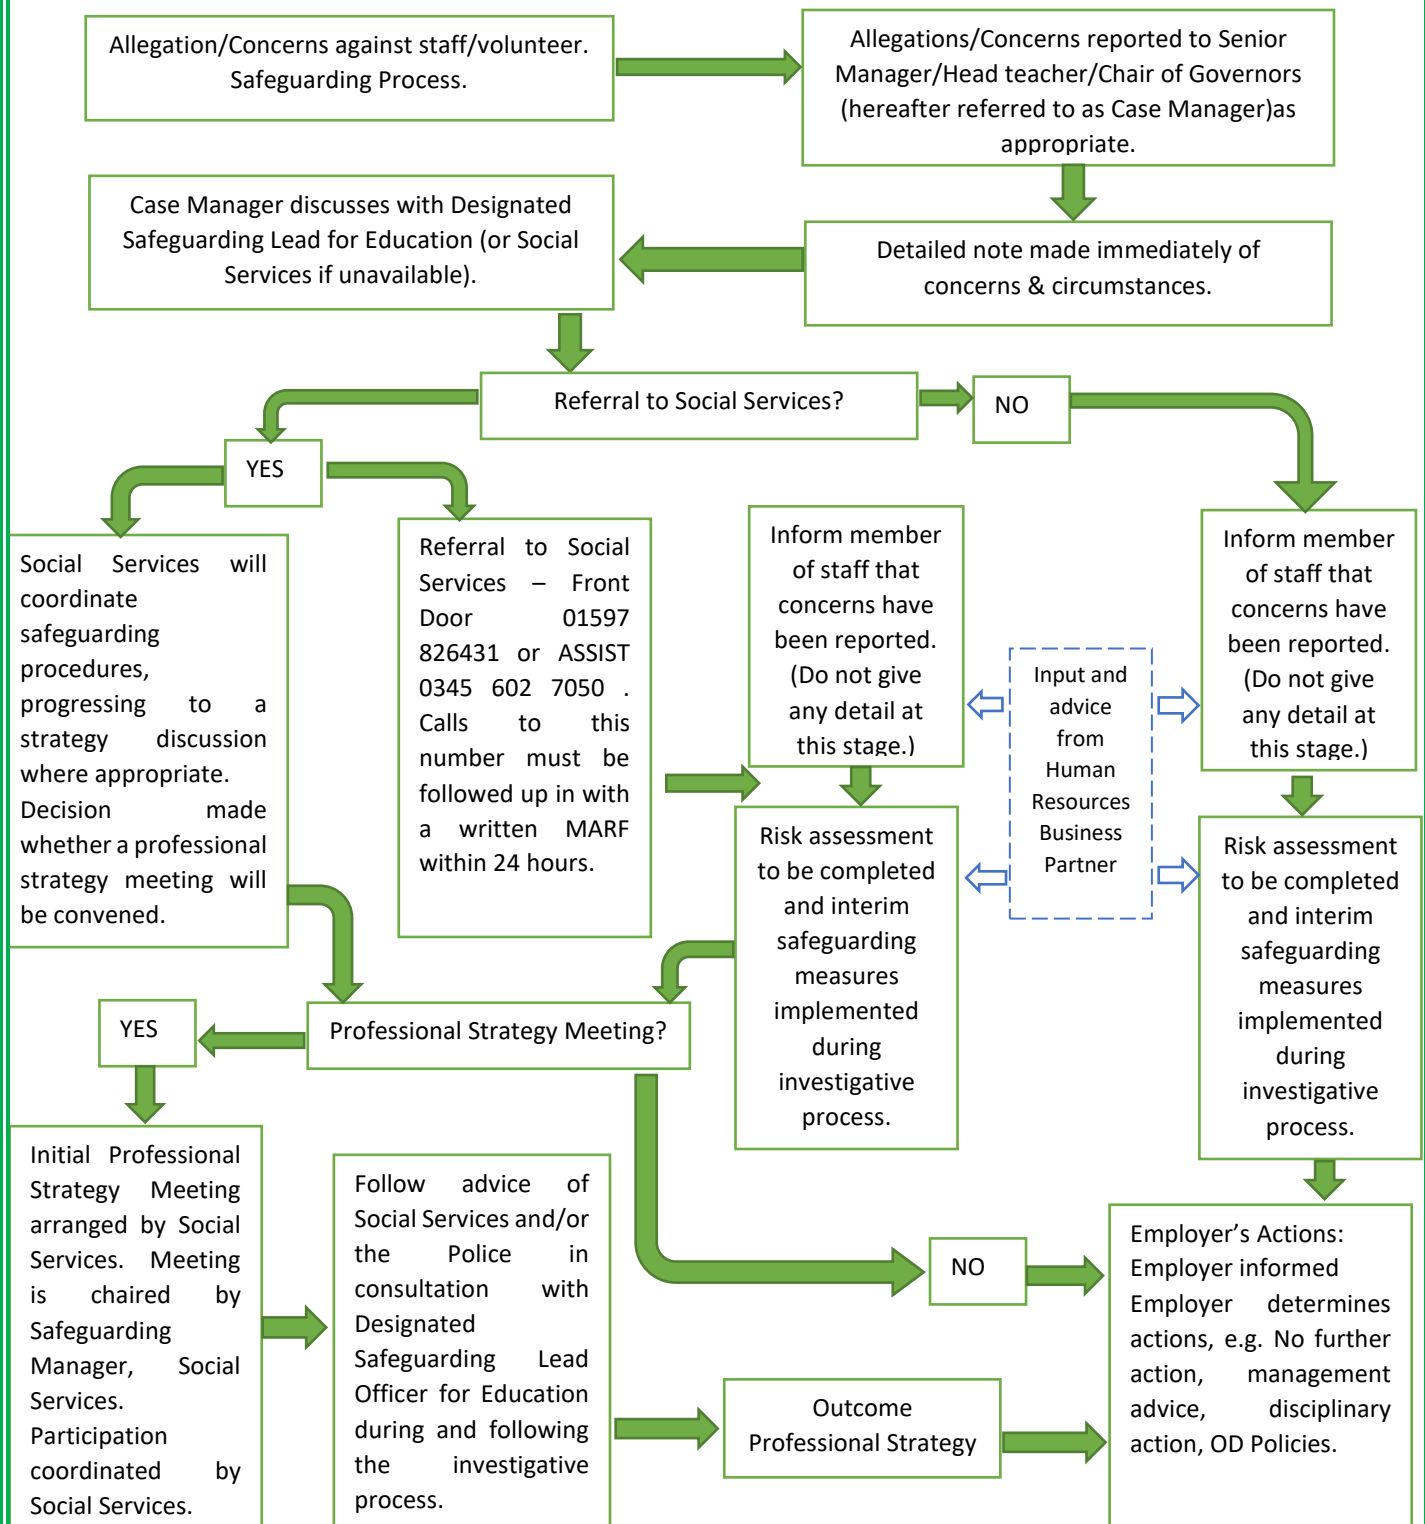 Allegation/Concerns against staff/volunteer.
Safeguarding Process.
Allegations/Concerns reported to Senior
Manager/Head teacher/Chair of Governors
(hereafter referred to as Case Manager)as
appropriate.
Case Manager discusses with Designated
Safeguarding Lead for Education (or Social
Services if unavailable).
Detailed note made immediately of
concerns & circumstances.
Referral to Social Services?
NO
YES
Social Services will
coordinate
safeguarding
procedures,
progressing to a
strategy discussion
where appropriate.
Decision made
whether a professional
strategy meeting will
be convened.
Referral to Social
Services – Front
Door 01597
826431 or ASSIST
0345 602 7050 .
Calls to this
number must be
followed up in with
a written MARF
within 24 hours.
Inform member
of staff that
concerns have
been reported.
(Do not give
any detail at
this stage.)
Input and
advice
from
Human
Resources
Business
Partner
Inform member
of staff that
concerns have
been reported.
(Do not give
any detail at
this stage.)
Risk assessment
to be completed
and interim
safeguarding
measures
implemented
during
investigative
process.
Risk assessment
to be completed
and interim
safeguarding
measures
implemented
during
investigative
process.
YES
Professional Strategy Meeting?
Initial Professional
Strategy Meeting
arranged by Social
Services. Meeting
is chaired by
Safeguarding
Manager, Social
Services.
Participation
coordinated by
Social Services.
Follow advice of
Social Services and/or
the Police in
consultation with
Designated
Safeguarding Lead
Officer for Education
during and following
the investigative
process.
NO
Outcome
Professional Strategy
Employer’s Actions:
Employer informed
Employer determines
actions, e.g. No further
action, management
advice, disciplinary
action, OD Policies.